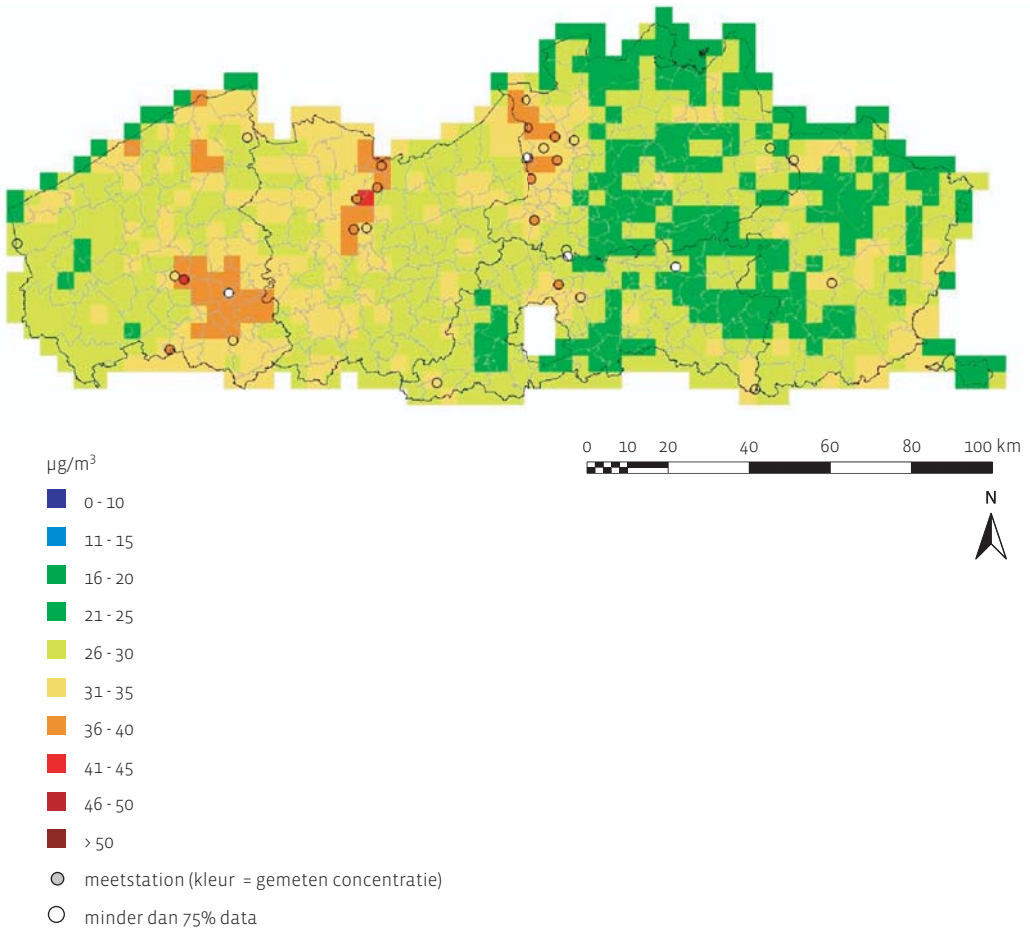 0 10 20 40 60 80 100 km
µg/m³
N
0 - 10
11 - 15
16 - 20
21 - 25
26 - 30
31 - 35
36 - 40
41 - 45
46 - 50
> 50
meetstation (kleur = gemeten concentratie)
minder dan 75% data